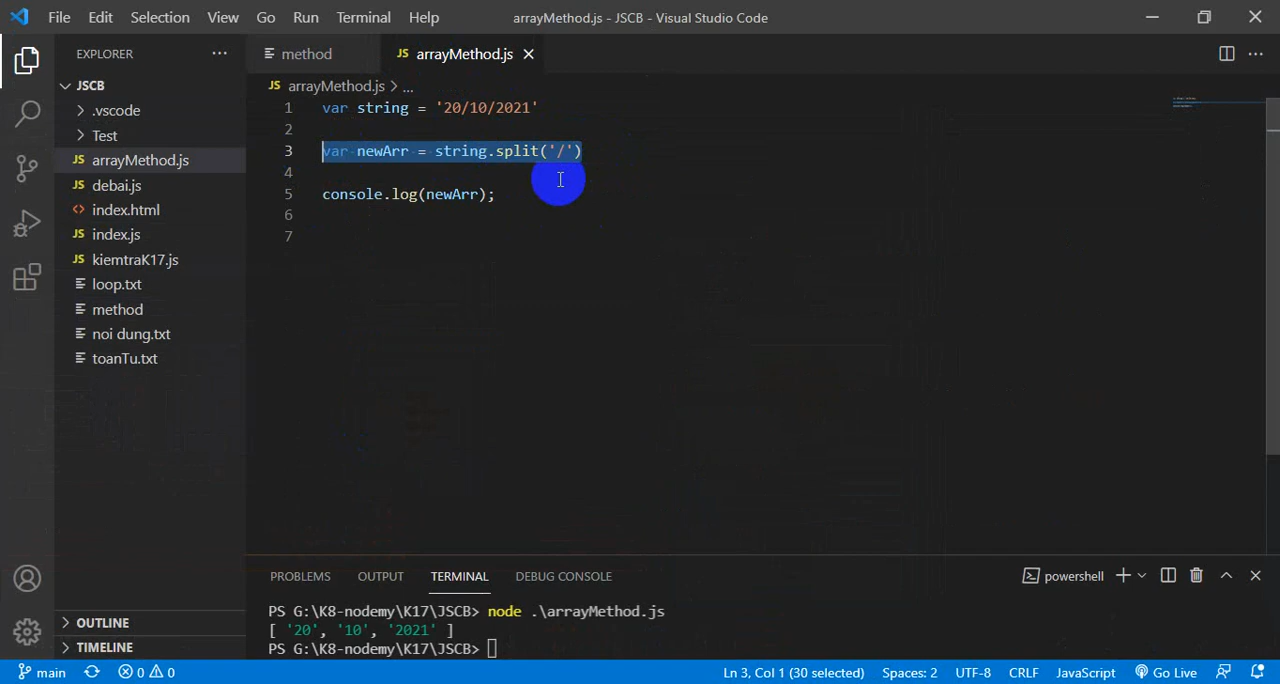 File Edit Selection View Go Run Terminal Help arrayMethod.js - JSCB - Visual Studio Code
EXPLORER
JSCB
.vscode
Test
JS arrayMethod.js
JS debai.js
<> index.html
JS index.js
JS kiemtraK17.js
loop.txt
method
noi dung.txt
toanTu.txt
OUTLINE
TIMELINE
method JS arrayMethod.js
JS arrayMethod.js > ...
1 var string = '20/10/2021'
2
3 var newArr = string.split('/')
4
5 console.log(newArr);
6
7
PROBLEMS OUTPUT TERMINAL DEBUG CONSOLE powershell
PS G:\K8-nodemy\K17\JSCB> node .\arrayMethod.js
[ '20', '10', '2021' ]
PS G:\K8-nodemy\K17\JSCB>
main 0 0 Ln 3, Col 1 (30 selected) Spaces: 2 UTF-8 CRLF JavaScript Go Live